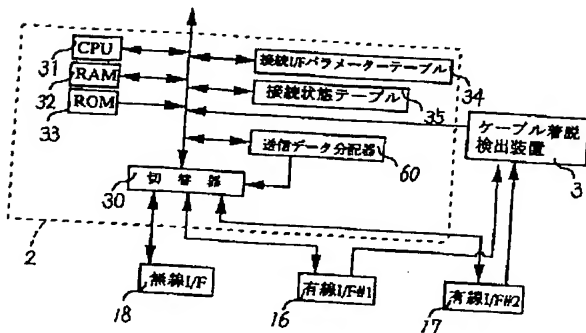 CPU
31
RAM
32
ROM
33
接続I/Fパラメーターテーブル
34
接続状態テーブル
35
ケーブル着脱
検出装置
3
送信データ分配器
60
切替器
30
2
無線I/F
18
有線I/F#1
16
有線I/F#2
17